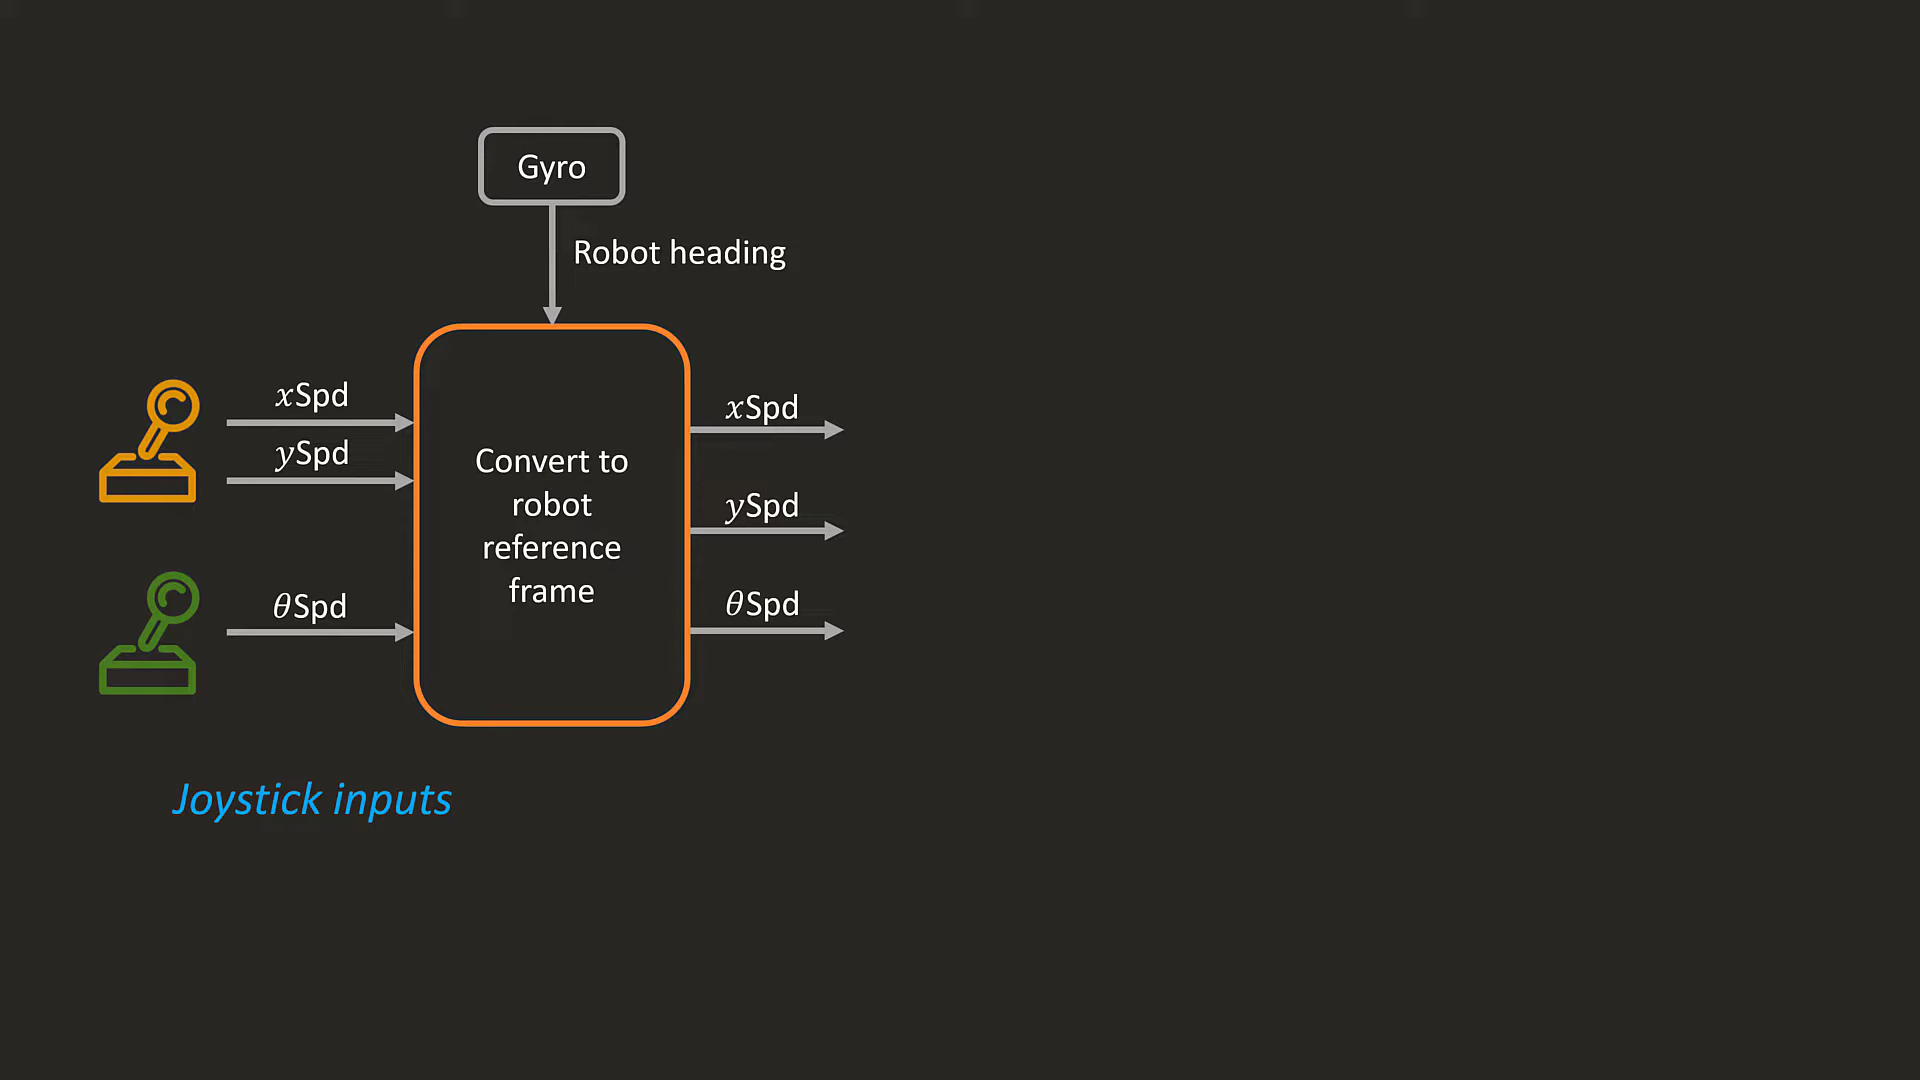 Gyro
Robot heading
𝑥Spd
𝑦Spd
𝜃Spd
Convert to
robot
reference
frame
𝑥Spd
𝑦Spd
𝜃Spd
Joystick inputs